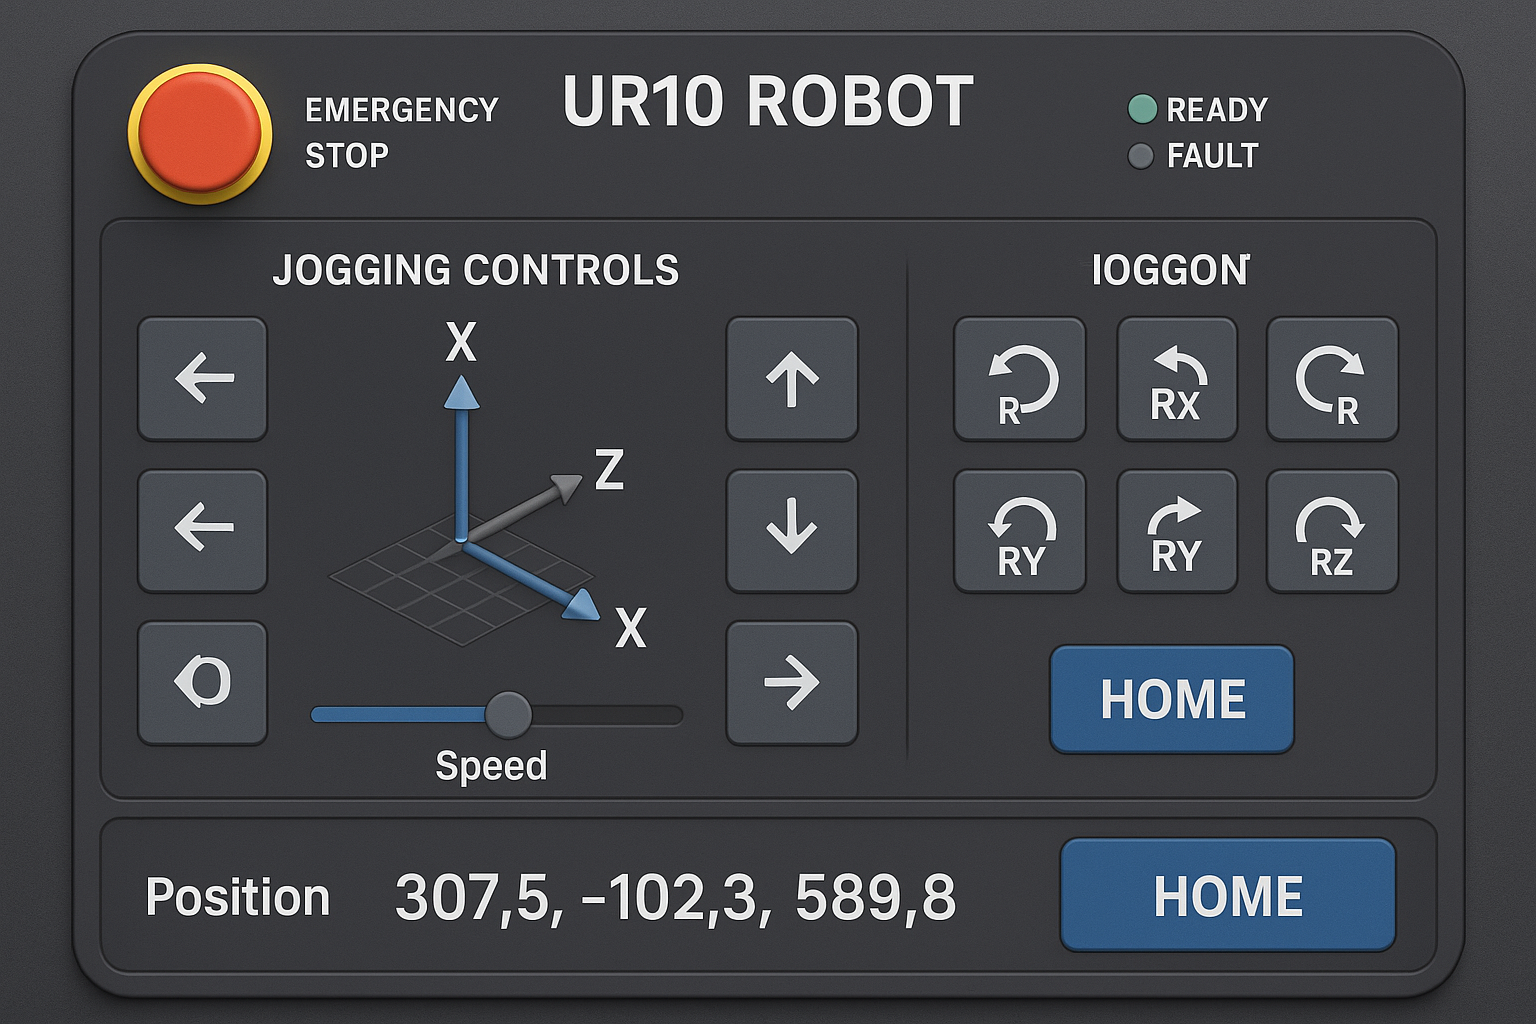 EMERGENCY
STOP
UR10 ROBOT
READY
FAULT
JOGGING CONTROLS
X
Z
X
Speed
IOGGON
R
RX
R
RY
RY
RZ
HOME
Position 307,5, -102,3, 589,8
HOME